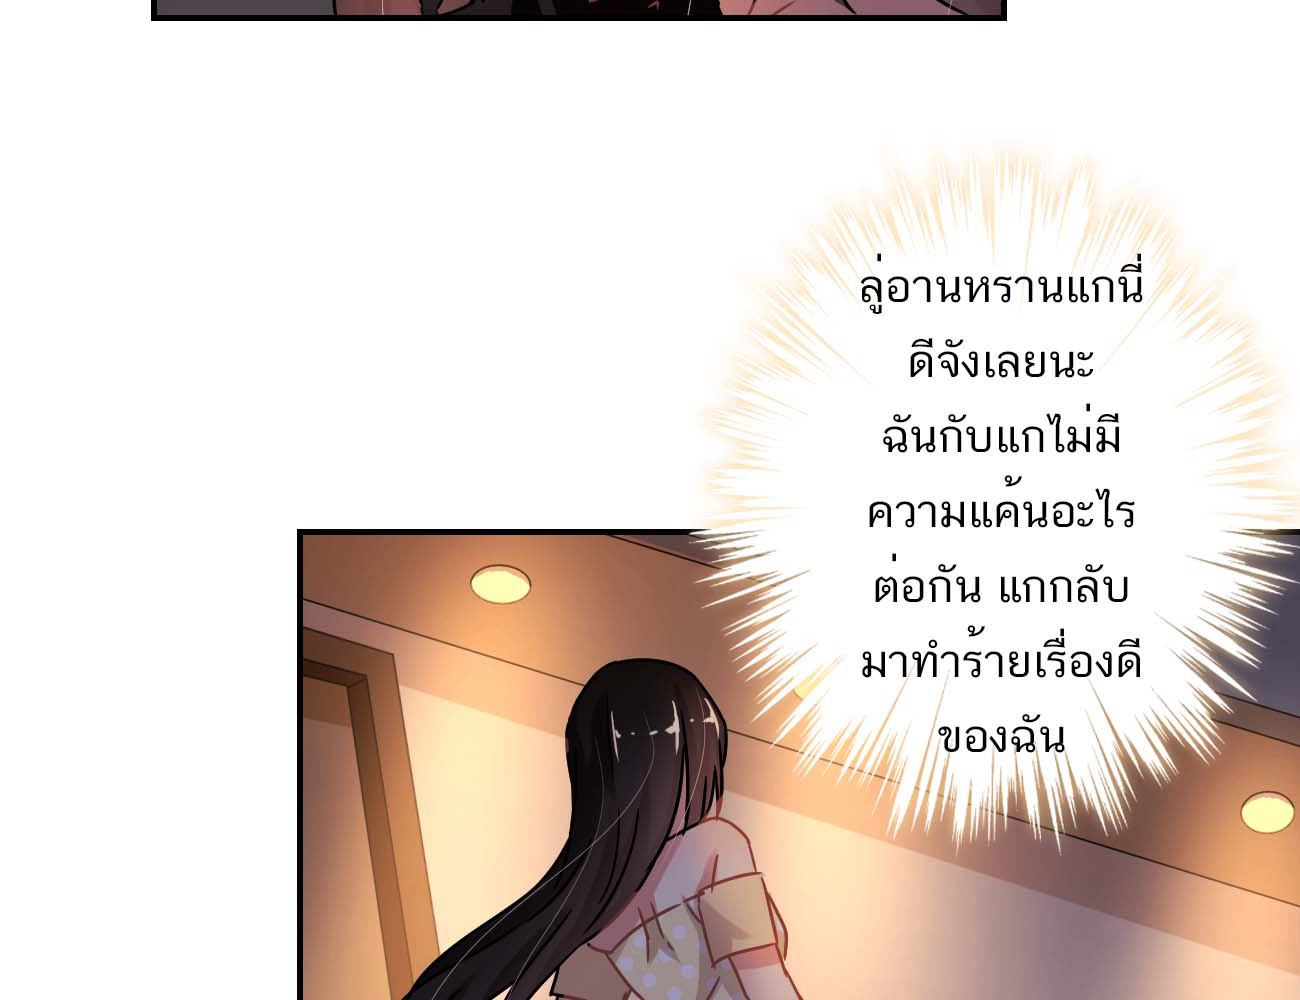 ลู่อานหรานแกนี่
ดีจังเลยนะ
ฉันกับแกไม่มี
ความแค้นอะไร
ต่อกัน แกกลับ
มาทำร้ายเรื่องดี
ของฉัน